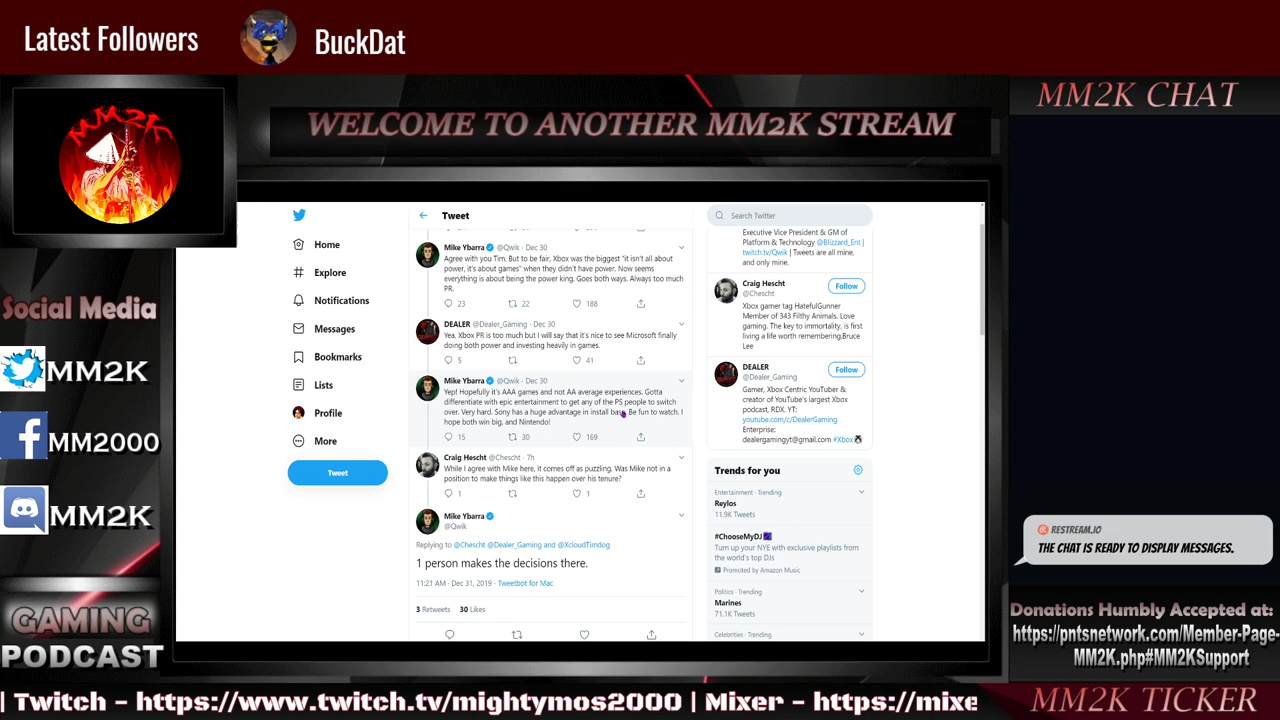 Latest Followers
BuckDat
MM2K
WELCOME TO ANOTHER MM2K STREAM
MM2K CHAT
Social Media
MM2K
MM2000
MM2K
GAMING
PODCAST
Home
Explore
Notifications
Messages
Bookmarks
Lists
Profile
More
Tweet
Tweet
Mike Ybarra @Qwik · Dec 30
Agree with you Tim. But to be fair, Xbox was the biggest "it isn't all about
power, it's about games" when they didn't have power. Now seems
everything is about being the power king. Goes both ways. Always too much
PR.
23 22 188
DEALER @Dealer_Gaming · Dec 30
Yea, Xbox PR is too much but I will say that it's nice to see Microsoft finally
doing both power and investing heavily in games.
5 41
Mike Ybarra @Qwik · Dec 30
Yep! Hopefully it's AAA games and not AA average experiences. Gotta
differentiate with epic entertainment to get any of the PS people to switch
over. Very hard. Sony has a huge advantage in install base. Be fun to watch. I
hope both win big, and Nintendo!
15 30 169
Craig Hescht @Chescht · 7h
While I agree with Mike here, it comes off as puzzling. Was Mike not in a
position to make things like this happen over his tenure?
1 1
Mike Ybarra
@Qwik
Replying to @Chescht @Dealer_Gaming and @XcloudTimdog
1 person makes the decisions there.
11:21 AM · Dec 31, 2019 · Tweetbot for Mac
3 Retweets 30 Likes
Search Twitter
Executive Vice President & GM of
Platform & Technology @Blizzard_Ent |
twitch.tv/Qwik | Tweets are all mine,
and only mine.
Craig Hescht
@Chescht
Follow
Xbox gamer tag HatefulGunner
Member of 343 Filthy Animals. Love
gaming. The key to immortality, is first
living a life worth remembering.Bruce
Lee
DEALER
@Dealer_Gaming
Follow
Gamer, Xbox Centric YouTuber &
creator of YouTube's largest Xbox
podcast, RDX. YT:
youtube.com/c/DealerGaming
Enterprise:
dealergamingyt@gmail.com #Xbox
Trends for you
Entertainment · Trending
Reylos
11.9K Tweets
#ChooseMyDJ
Turn up your NYE with exclusive playlists from
the world's top DJs
Promoted by Amazon Music
Politics · Trending
Marines
71.1K Tweets
Celebrities · Trending
RESTREAM.IO
THE CHAT IS READY TO DISPLAY MESSAGES.
Donations Humbly Accepted at:
https://pntsnetwork.com/Member-Page-
MM2K.php#MM2KSupport
| Twitch - https://www.twitch.tv/mightymos2000 | Mixer - https://mixe
MM2K TICKER